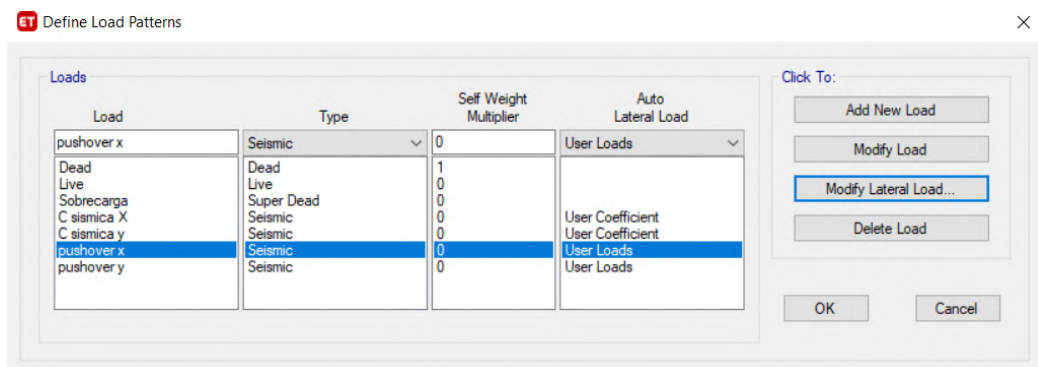 ET Define Load Patterns
Loads
Click To:
Load Type Self Weight Multiplier Auto Lateral Load
pushover x Seismic 0 User Loads
Dead Dead 1
Live Live 0
Sobrecarga Super Dead 0
C sismica X Seismic 0 User Coefficient
C sismica y Seismic 0 User Coefficient
pushover x Seismic 0 User Loads
pushover y Seismic 0 User Loads
Add New Load
Modify Load
Modify Lateral Load...
Delete Load
OK Cancel